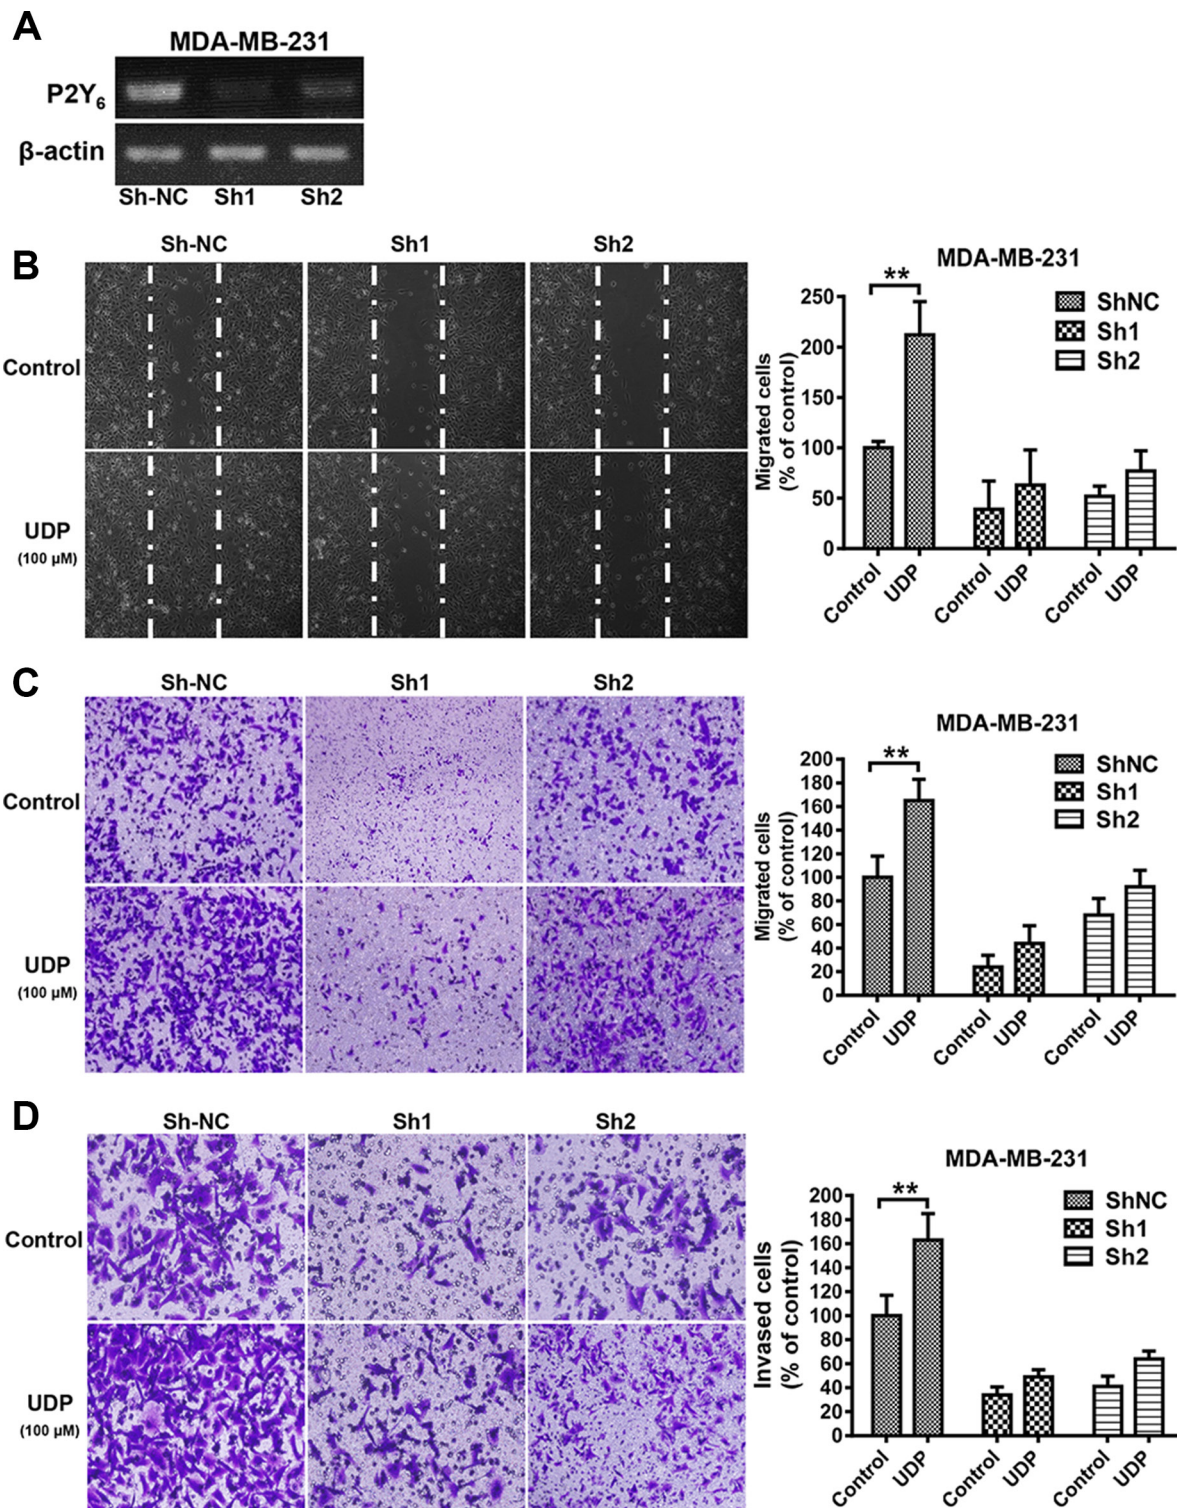 A
MDA-MB-231
P2Y₆
β-actin
Sh-NC Sh1 Sh2
B
Sh-NC Sh1 Sh2
Control
UDP
(100 µM)
MDA-MB-231
**
ShNC
Sh1
Sh2
Migrated cells
(% of control)
250
200
150
100
50
0
Control UDP Control UDP Control UDP
C
Sh-NC Sh1 Sh2
Control
UDP
(100 µM)
MDA-MB-231
**
ShNC
Sh1
Sh2
Migrated cells
(% of control)
200
180
160
140
120
100
80
60
40
20
0
Control UDP Control UDP Control UDP
D
Sh-NC Sh1 Sh2
Control
UDP
(100 µM)
MDA-MB-231
**
ShNC
Sh1
Sh2
Invased cells
(% of control)
200
180
160
140
120
100
80
60
40
20
0
Control UDP Control UDP Control UDP